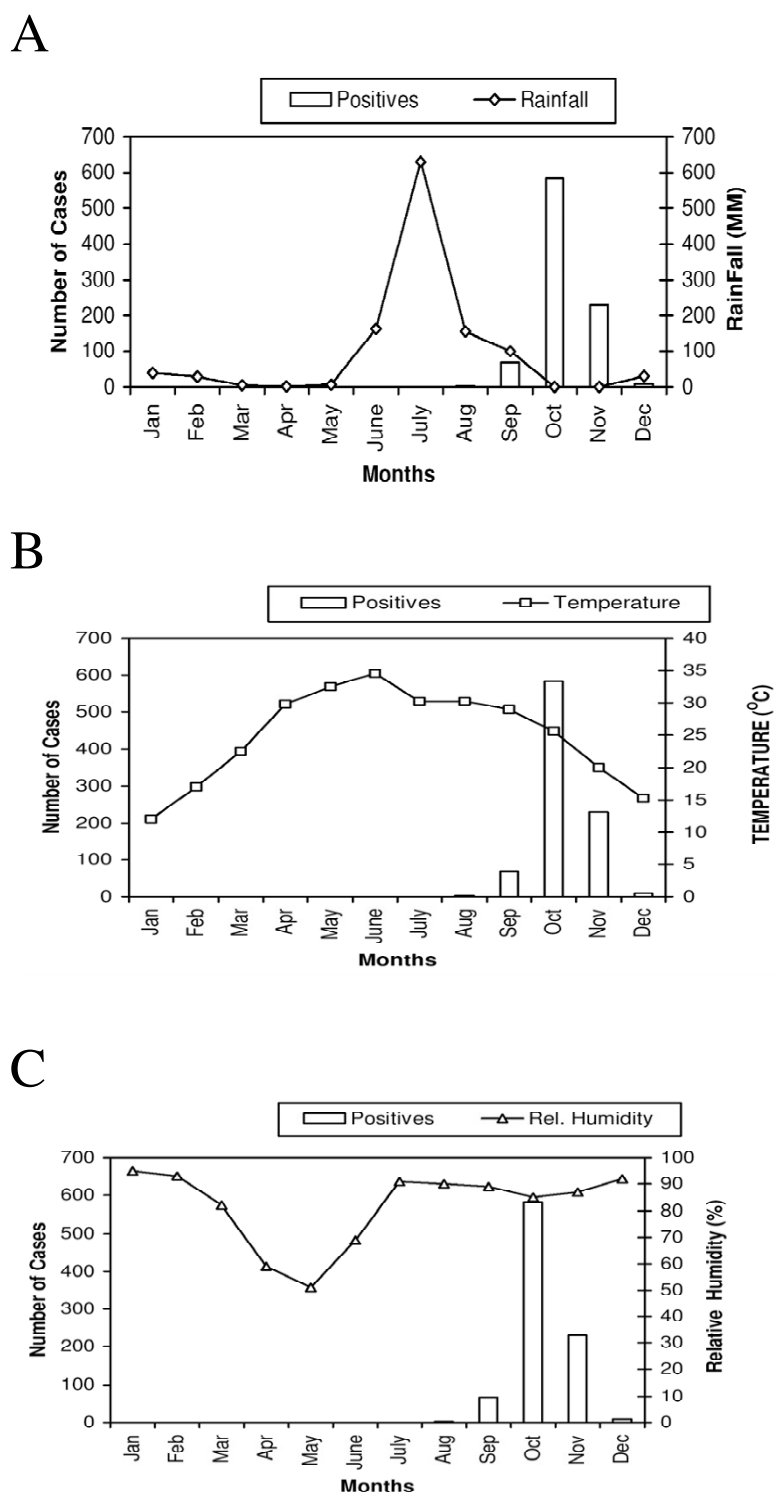 A
Positives Rainfall
Number of Cases
700
600
500
400
300
200
100
0
700
600
500
400
300
200
100
0
RainFall (MM)
Jan Feb Mar Apr May June July Aug Sep Oct Nov Dec
Months
B
Positives Temperature
Number of Cases
700
600
500
400
300
200
100
0
40
35
30
25
20
15
10
5
0
TEMPERATURE (⁰C)
Jan Feb Mar Apr May June July Aug Sep Oct Nov Dec
Months
C
Positives Rel. Humidity
Number of Cases
700
600
500
400
300
200
100
0
100
90
80
70
60
50
40
30
20
10
0
Relative Humidity (%)
Jan Feb Mar Apr May June July Aug Sep Oct Nov Dec
Months